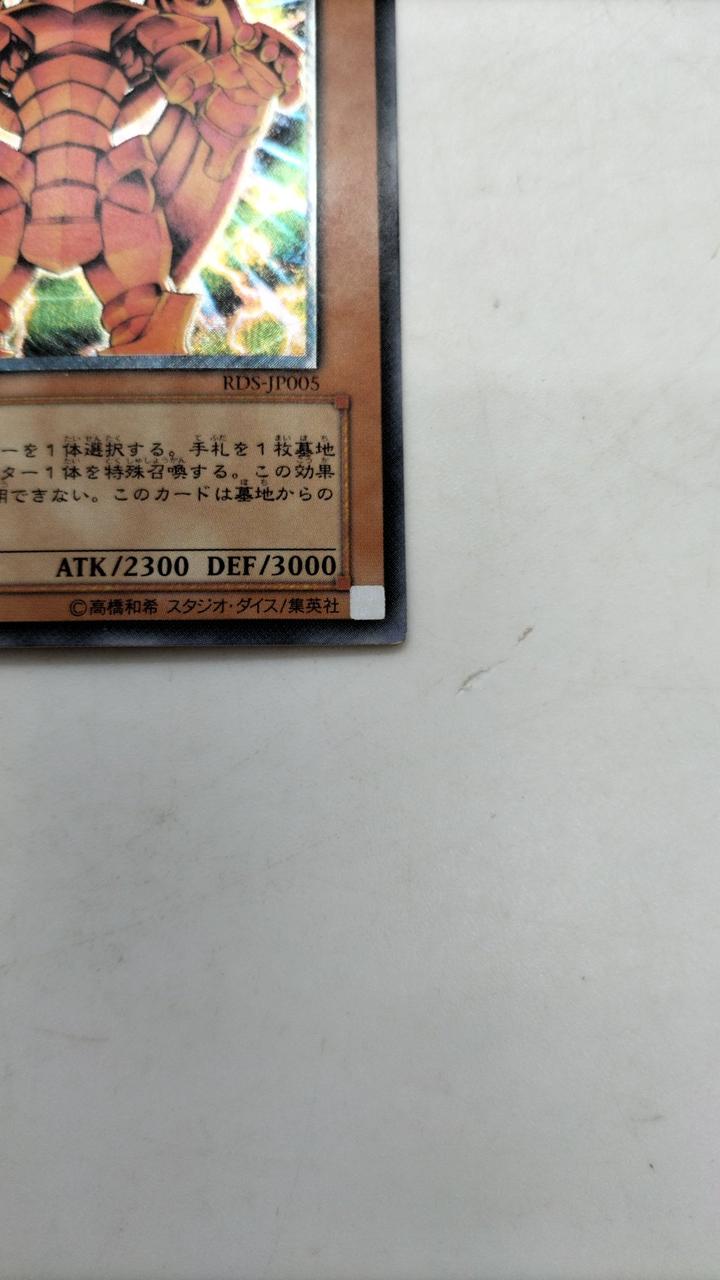 RDS-JP005
ーを1体選択する。手札を1枚墓地
ター1体を特殊召喚する。この効果
用できない。このカードは墓地からの
ATK/2300 DEF/3000
©高橋和希 スタジオ・ダイス/集英社